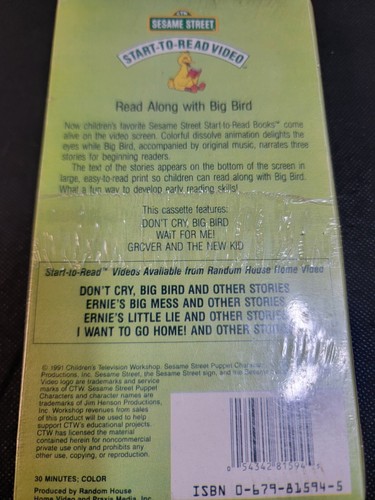 CTW
SESAME STREET
START-TO-READ VIDEO™
Read Along with Big Bird
Now children's favorite Sesame Street Start-to-Read Books™ come
alive on the video screen. Colorful dissolve animation delights the
eyes while Big Bird, accompanied by original music, narrates three
stories for beginning readers.
The text of the stories appears on the bottom of the screen in
large, easy-to-read print so children can read along with Big Bird.
What a fun way to develop early reading skills!
This cassette features:
DON'T CRY, BIG BIRD
WAIT FOR ME!
GROVER AND THE NEW KID
Start-to-Read™ Videos Available from Random House Home Video
DON'T CRY, BIG BIRD AND OTHER STORIES
ERNIE'S BIG MESS AND OTHER STORIES
ERNIE'S LITTLE LIE AND OTHER STORIES
I WANT TO GO HOME! AND OTHER STORIES
© 1991 Children's Television Workshop. Sesame Street Puppet Characters
Productions, Inc. Sesame Street, the Sesame Street sign, and the Sesame
Video logo are trademarks and service
marks of CTW. Sesame Street Puppet
Characters and character names are
trademarks of Jim Henson Productions,
Inc. Workshop revenues from sales
of this product will be used to help
support CTW's educational projects.
CTW has licensed the material
contained herein for noncommercial
private use only and prohibits any
other use, copying, or reproduction.
30 MINUTES; COLOR
Produced by Random House
Home Video and Praxis Media, Inc.
0 54342 81594
ISBN 0-679-81594-5